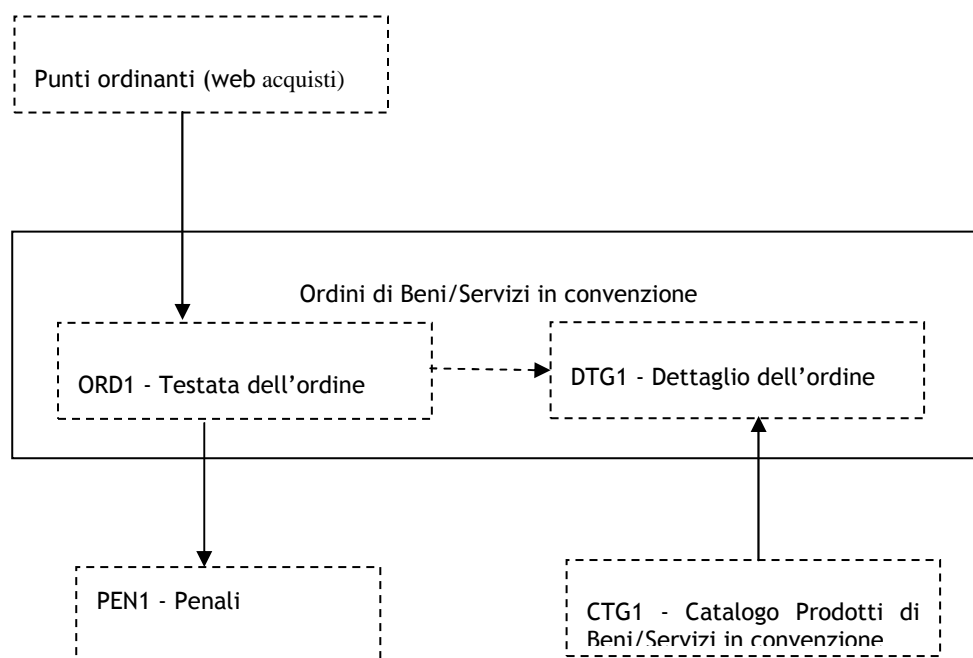 Punti ordinanti (web acquisti)
Ordini di Beni/Servizi in convenzione
ORD1 - Testata dell’ordine
DTG1 - Dettaglio dell’ordine
PEN1 - Penali
CTG1 - Catalogo Prodotti di
Beni/Servizi in convenzione